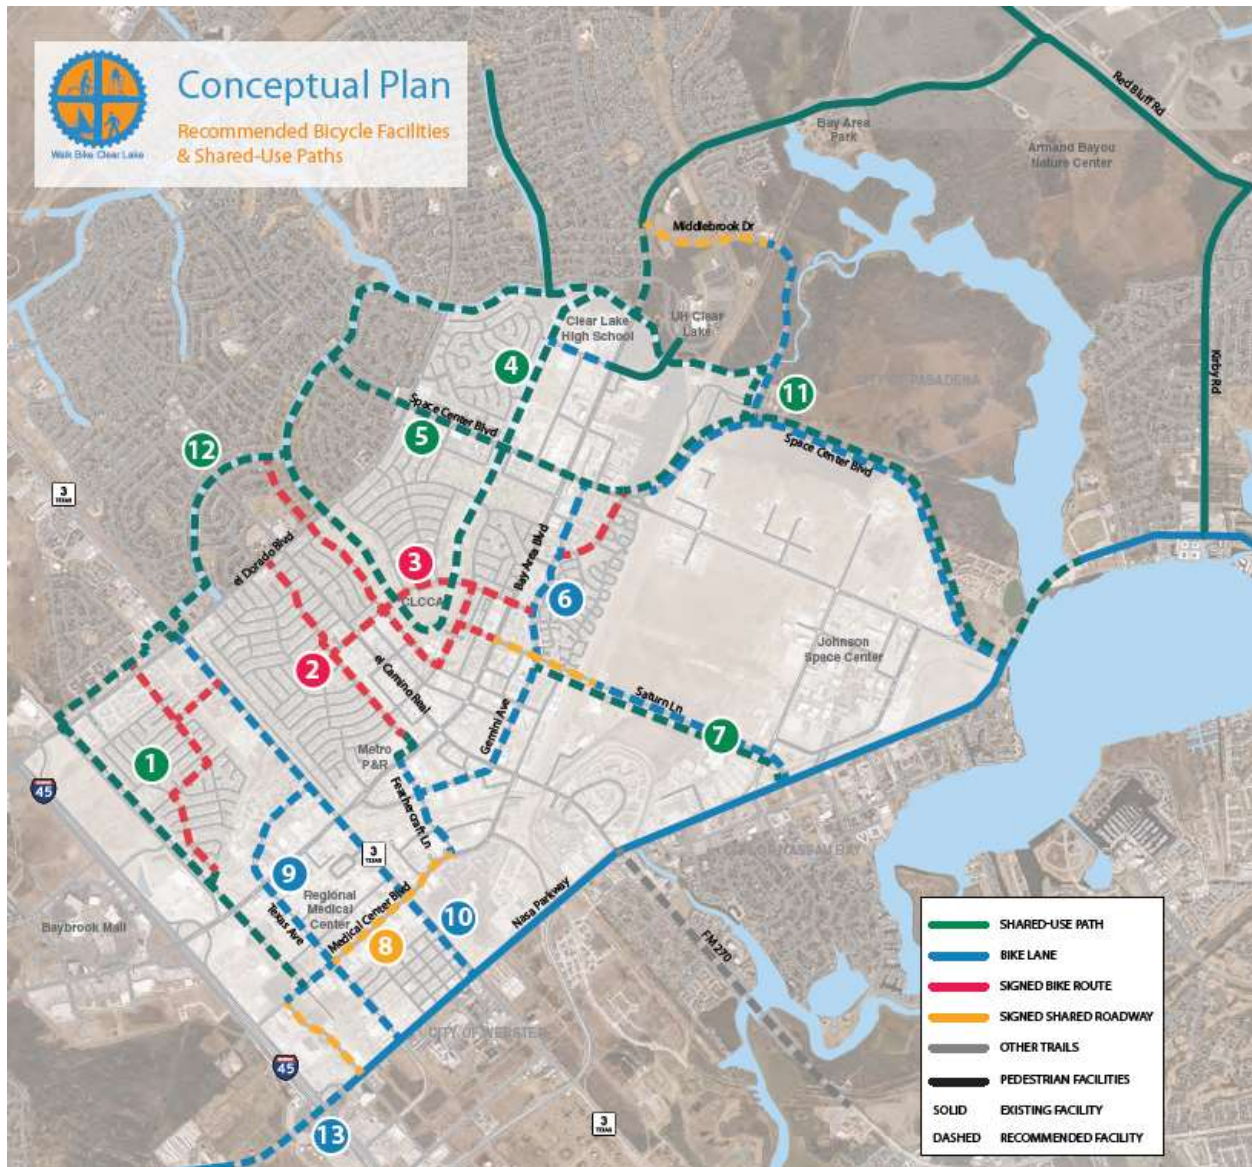 Conceptual Plan
Recommended Bicycle Facilities
& Shared-Use Paths
Walk Bike Clear Lake
Red Bluff Rd
Bay Area
Park
Armand Bayou
Nature Center
Middlebrook Dr
Clear Lake
High School
UH Clear
Lake
Kirby Rd
CITY OF PASADENA
4
11
Space Center Blvd
5
12
Space Center Blvd
3
TEXAS
el Dorado Blvd
Bay Area Blvd
3
CLCCA
6
Johnson
Space Center
2
el Camino Real
Saturn Ln
Gemini Ave
7
Metro
P&R
1
45
Feathercraft Ln
3
TEXAS
9
Regional
Medical
Center
Medical Center Blvd
Nasa Parkway
10
Texas Ave
8
Baybrook Mall
FM 270
CITY OF WEBSTER
45
13
3
TEXAS
SHARED-USE PATH
BIKE LANE
SIGNED BIKE ROUTE
SIGNED SHARED ROADWAY
OTHER TRAILS
PEDESTRIAN FACILITIES
SOLID EXISTING FACILITY
DASHED RECOMMENDED FACILITY